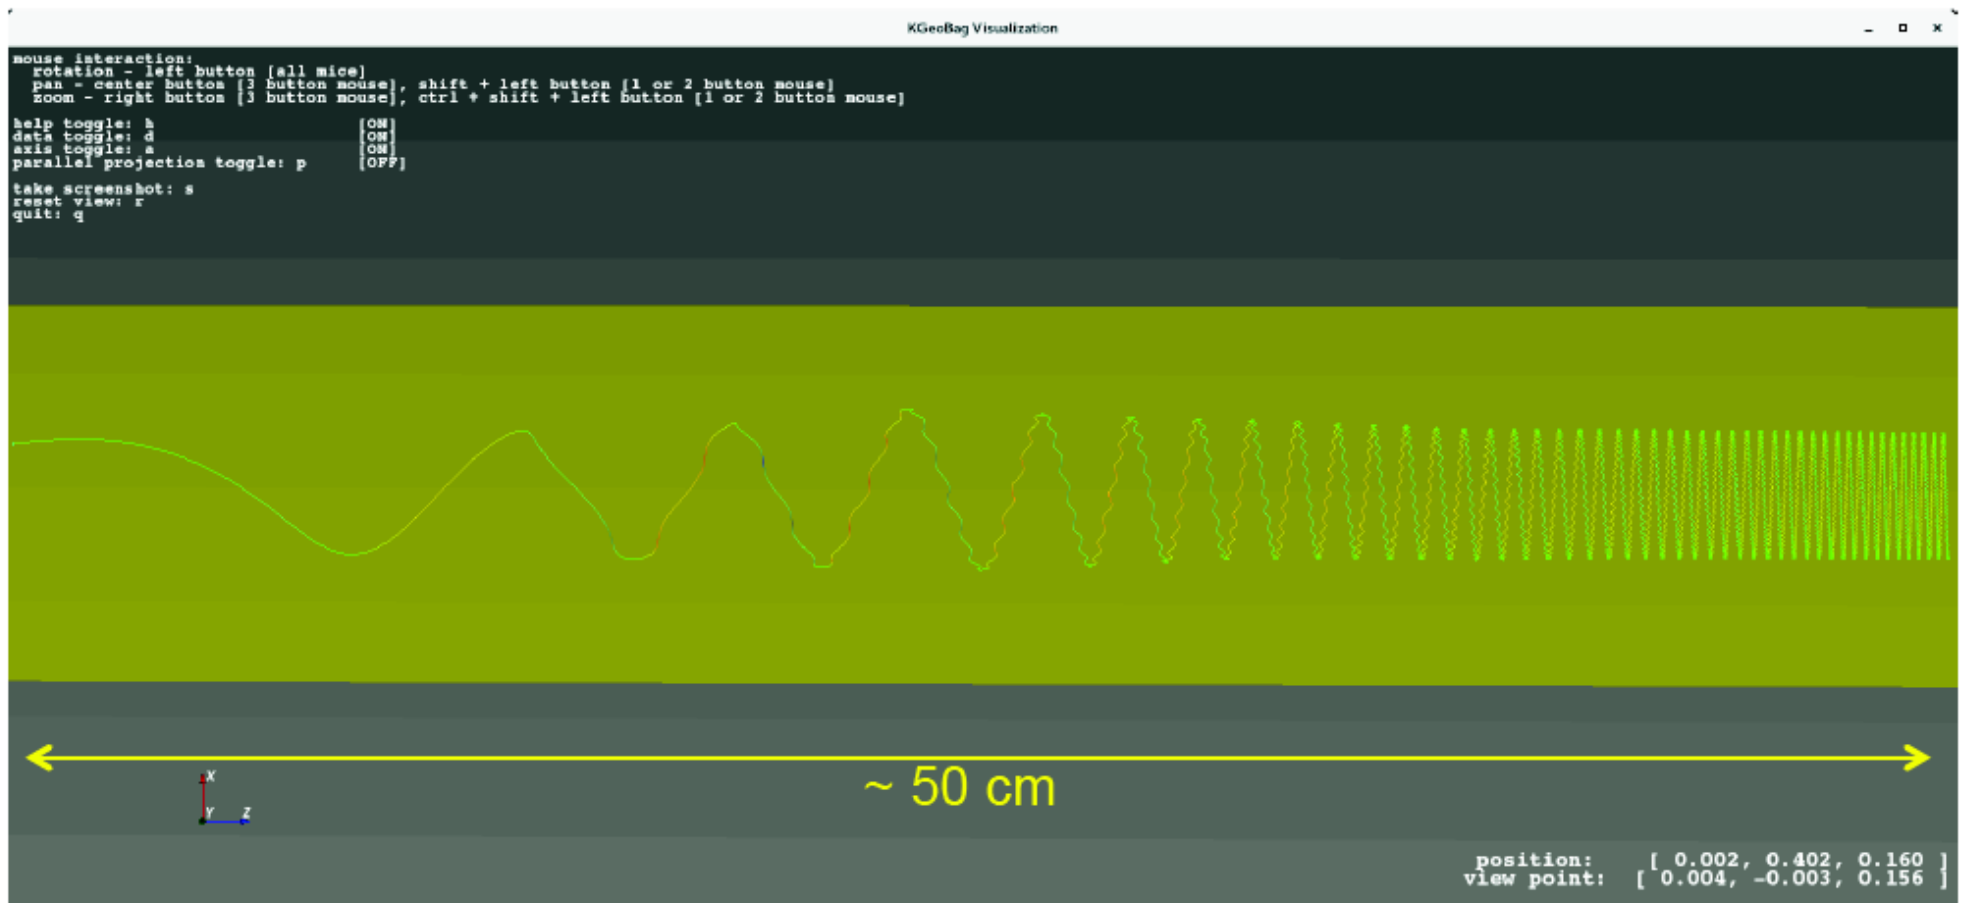 KGeoBag Visualization
mouse interaction:
rotation - left button [all mice]
pan - center button [3 button mouse], shift + left button [1 or 2 button mouse]
zoom - right button [3 button mouse], ctrl + shift + left button [1 or 2 button mouse]
help toggle: h [ON]
data toggle: d [ON]
axis toggle: a [ON]
parallel projection toggle: p [OFF]
take screenshot: s
reset view: r
quit: q
~ 50 cm
X
Y Z
position: [ 0.002, 0.402, 0.160 ]
view point: [ 0.004, -0.003, 0.156 ]